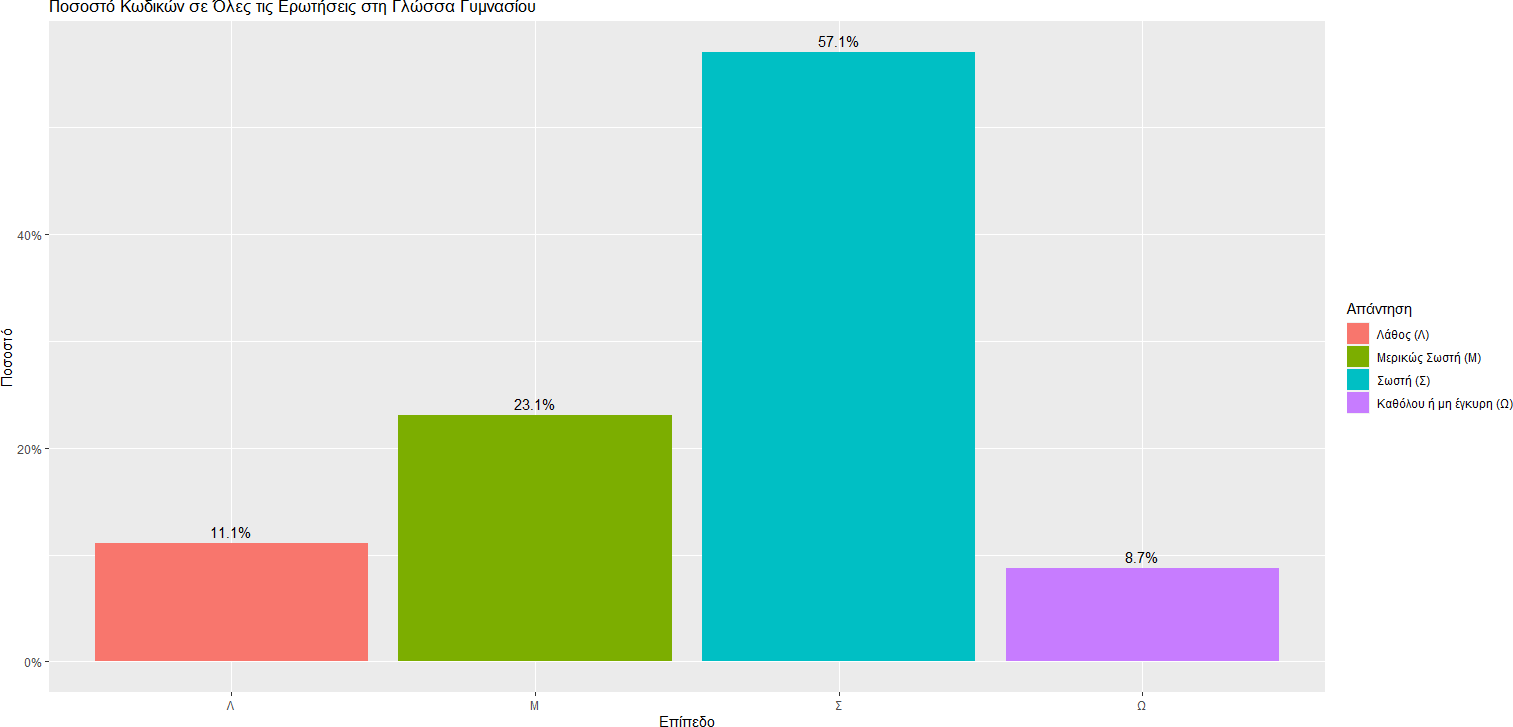 Ποσοστό Κωδικών σε Όλες τις Ερωτήσεις στη Γλώσσα Γυμνασίου
57.1%
40%
23.1%
20%
11.1%
8.7%
0%
Ποσοστό
Λ
Μ
Σ
Ω
Επίπεδο
Απάντηση
Λάθος (Λ)
Μερικώς Σωστή (Μ)
Σωστή (Σ)
Καθόλου ή μη έγκυρη (Ω)